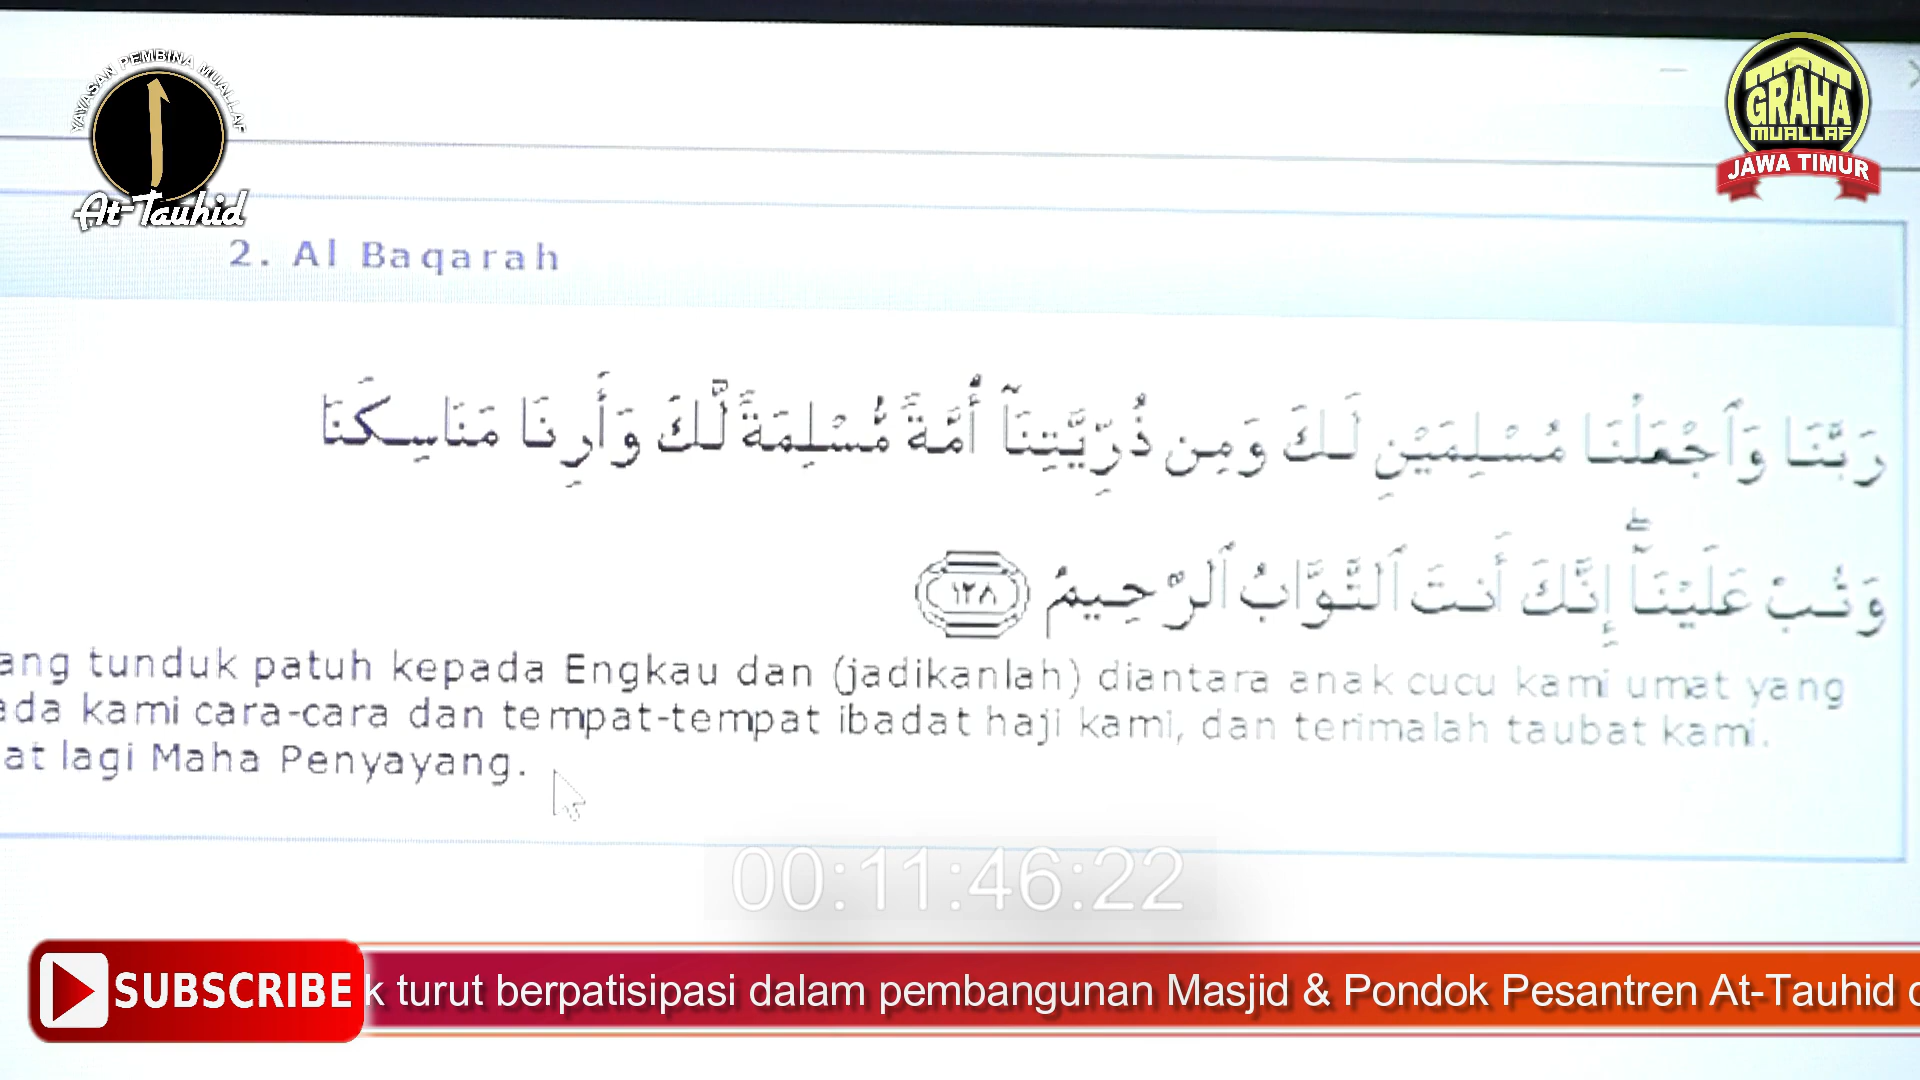 YAYASAN PEMBINA MUALLAF
At-Tauhid
GRAHA
MUALLAF
JAWA TIMUR
2. Al Baqarah
رَبَّنَا وَٱجْعَلْنَا مُسْلِمَيْنِ لَكَ وَمِن ذُرِّيَّتِنَآ أُمَّةً مُّسْلِمَةً لَّكَ وَأَرِنَا مَنَاسِكَنَا
وَتُبْ عَلَيْنَآ ۖ إِنَّكَ أَنتَ ٱلتَّوَّابُ ٱلرَّحِيمُ ١٢٨
ang tunduk patuh kepada Engkau dan (jadikanlah) diantara anak cucu kami umat yang
ada kami cara-cara dan tempat-tempat ibadat haji kami, dan terimalah taubat kami.
at lagi Maha Penyayang.
00:11:46:22
SUBSCRIBE
k turut berpatisipasi dalam pembangunan Masjid & Pondok Pesantren At-Tauhid